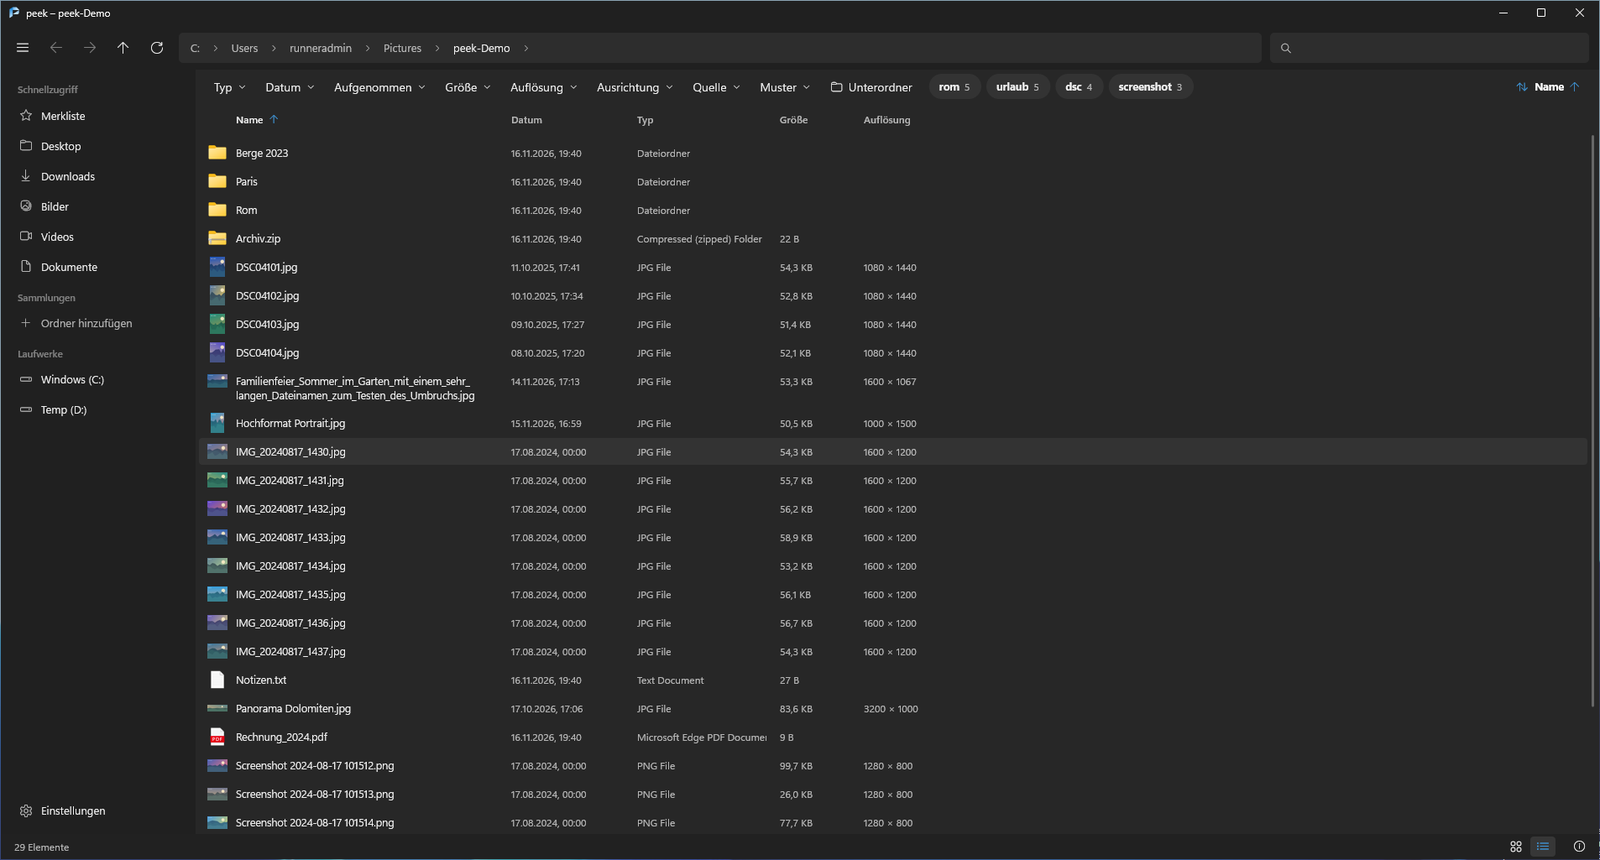 peek – peek-Demo
C: Users runneradmin Pictures peek-Demo
Schnellzugriff
Merkliste
Desktop
Downloads
Bilder
Videos
Dokumente
Sammlungen
Ordner hinzufügen
Laufwerke
Windows (C:)
Temp (D:)
Einstellungen
Typ Datum Aufgenommen Größe Auflösung Ausrichtung Quelle Muster Unterordner rom 5 urlaub 5 dsc 4 screenshot 3 Name
Name Datum Typ Größe Auflösung
Berge 2023 16.11.2026, 19:40 Dateiordner
Paris 16.11.2026, 19:40 Dateiordner
Rom 16.11.2026, 19:40 Dateiordner
Archiv.zip 16.11.2026, 19:40 Compressed (zipped) Folder 22 B
DSC04101.jpg 11.10.2025, 17:41 JPG File 54,3 KB 1080 × 1440
DSC04102.jpg 10.10.2025, 17:34 JPG File 52,8 KB 1080 × 1440
DSC04103.jpg 09.10.2025, 17:27 JPG File 51,4 KB 1080 × 1440
DSC04104.jpg 08.10.2025, 17:20 JPG File 52,1 KB 1080 × 1440
Familienfeier_Sommer_im_Garten_mit_einem_sehr_ 14.11.2026, 17:13 JPG File 53,3 KB 1600 × 1067
langen_Dateinamen_zum_Testen_des_Umbruchs.jpg
Hochformat Portrait.jpg 15.11.2026, 16:59 JPG File 50,5 KB 1000 × 1500
IMG_20240817_1430.jpg 17.08.2024, 00:00 JPG File 54,3 KB 1600 × 1200
IMG_20240817_1431.jpg 17.08.2024, 00:00 JPG File 55,7 KB 1600 × 1200
IMG_20240817_1432.jpg 17.08.2024, 00:00 JPG File 56,2 KB 1600 × 1200
IMG_20240817_1433.jpg 17.08.2024, 00:00 JPG File 58,9 KB 1600 × 1200
IMG_20240817_1434.jpg 17.08.2024, 00:00 JPG File 53,2 KB 1600 × 1200
IMG_20240817_1435.jpg 17.08.2024, 00:00 JPG File 56,1 KB 1600 × 1200
IMG_20240817_1436.jpg 17.08.2024, 00:00 JPG File 56,7 KB 1600 × 1200
IMG_20240817_1437.jpg 17.08.2024, 00:00 JPG File 54,3 KB 1600 × 1200
Notizen.txt 16.11.2026, 19:40 Text Document 27 B
Panorama Dolomiten.jpg 17.10.2026, 17:06 JPG File 83,6 KB 3200 × 1000
Rechnung_2024.pdf 16.11.2026, 19:40 Microsoft Edge PDF Documen 9 B
Screenshot 2024-08-17 101512.png 17.08.2024, 00:00 PNG File 99,7 KB 1280 × 800
Screenshot 2024-08-17 101513.png 17.08.2024, 00:00 PNG File 26,0 KB 1280 × 800
Screenshot 2024-08-17 101514.png 17.08.2024, 00:00 PNG File 77,7 KB 1280 × 800
29 Elemente